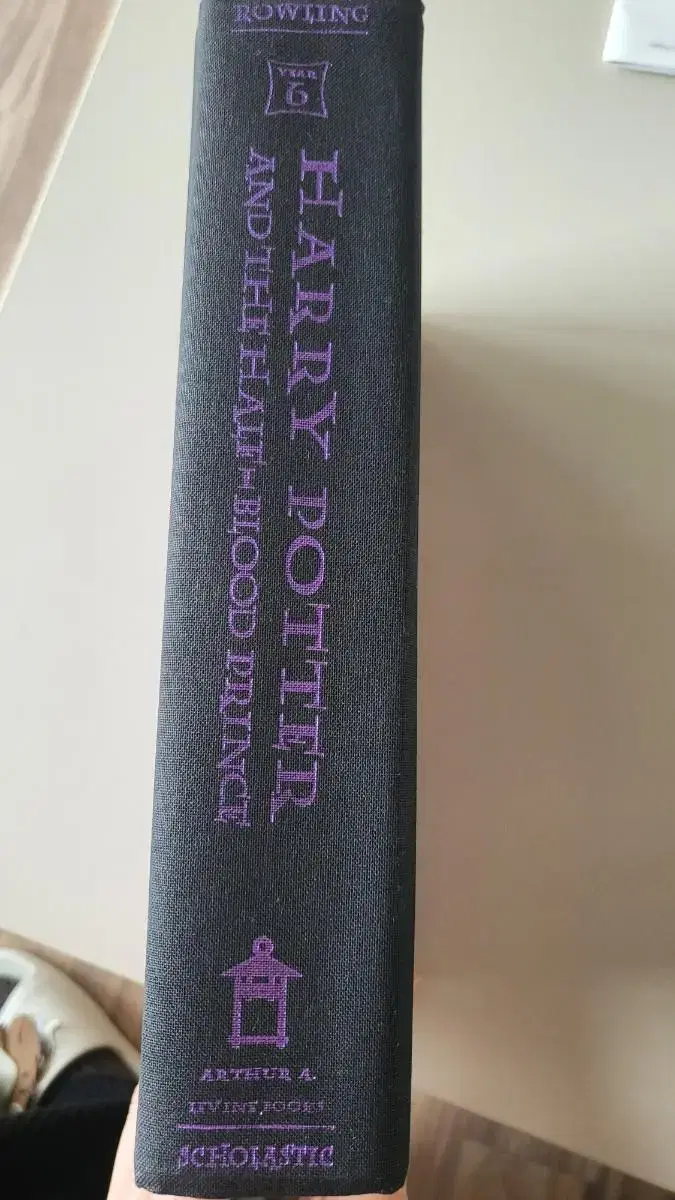 ROWLING
YEAR
6
HARRY POTTER
AND THE HALF-BLOOD PRINCE
ARTHUR A.
LEVINE BOOKS
SCHOLASTIC